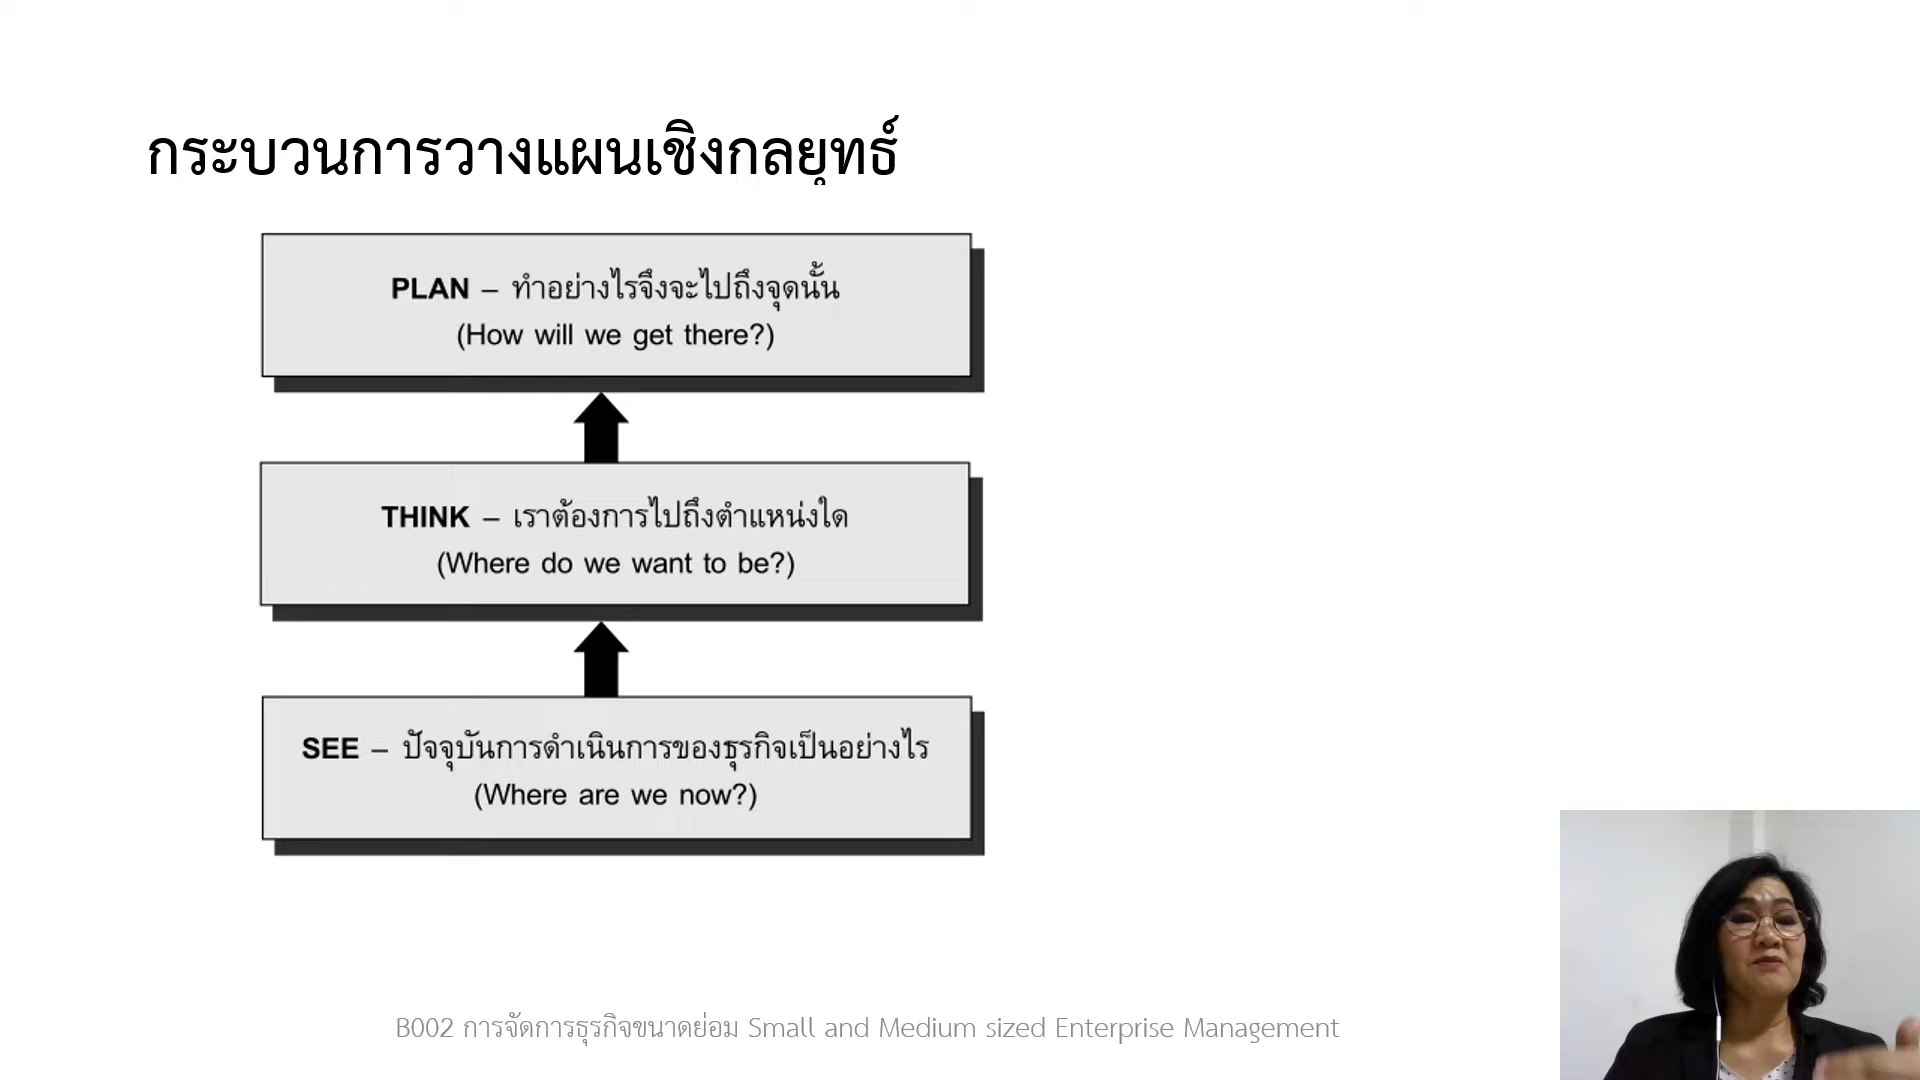 กระบวนการวางแผนเชิงกลยุทธ์
PLAN – ทำอย่างไรจึงจะไปถึงจุดนั้น
(How will we get there?)
THINK – เราต้องการไปถึงตำแหน่งใด
(Where do we want to be?)
SEE – ปัจจุบันการดำเนินการของธุรกิจเป็นอย่างไร
(Where are we now?)
B002 การจัดการธุรกิจขนาดย่อม Small and Medium sized Enterprise Management